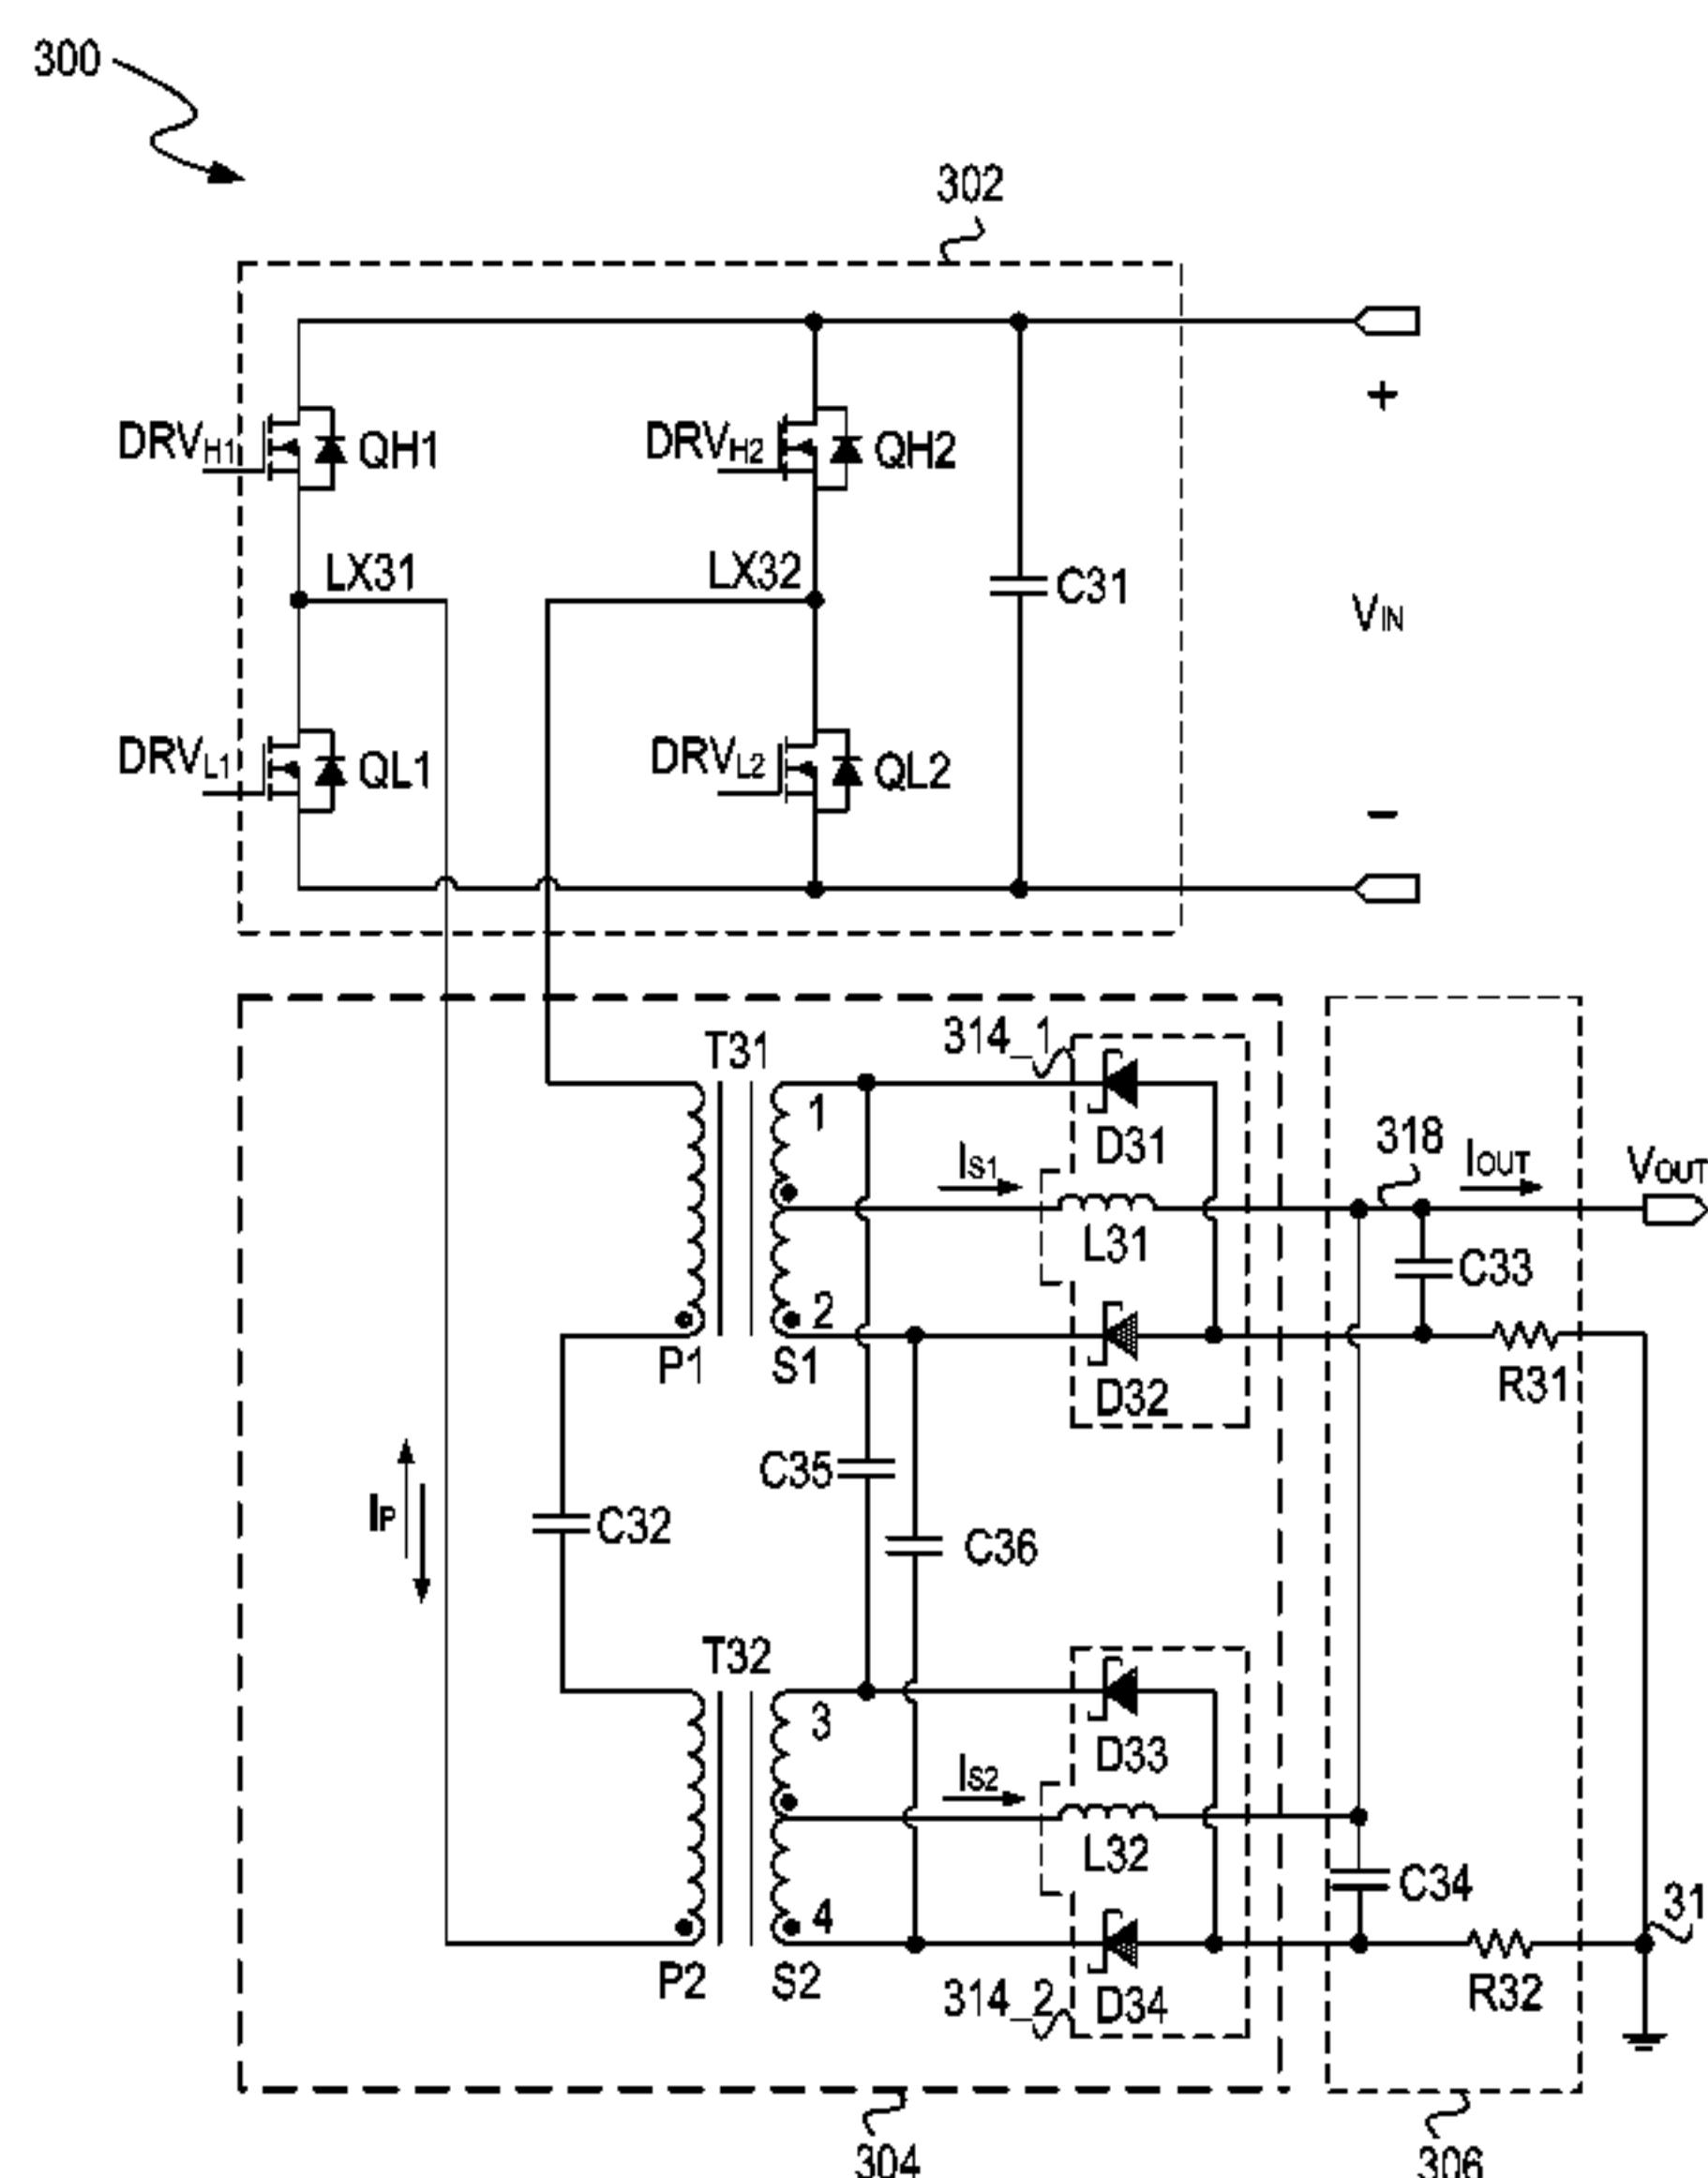 300
302
+
DRVH1
QH1
DRVH2
QH2
LX31
LX32
C31
VIN
DRVL1
QL1
DRVL2
QL2
−
T31
314_1
1
D31
IS1
318
IOUT
VOUT
L31
C33
2
P1
S1
D32
R31
C35
IP
C32
C36
T32
3
D33
IS2
L32
C34
4
31
P2
S2
314_2
D34
R32
304
306